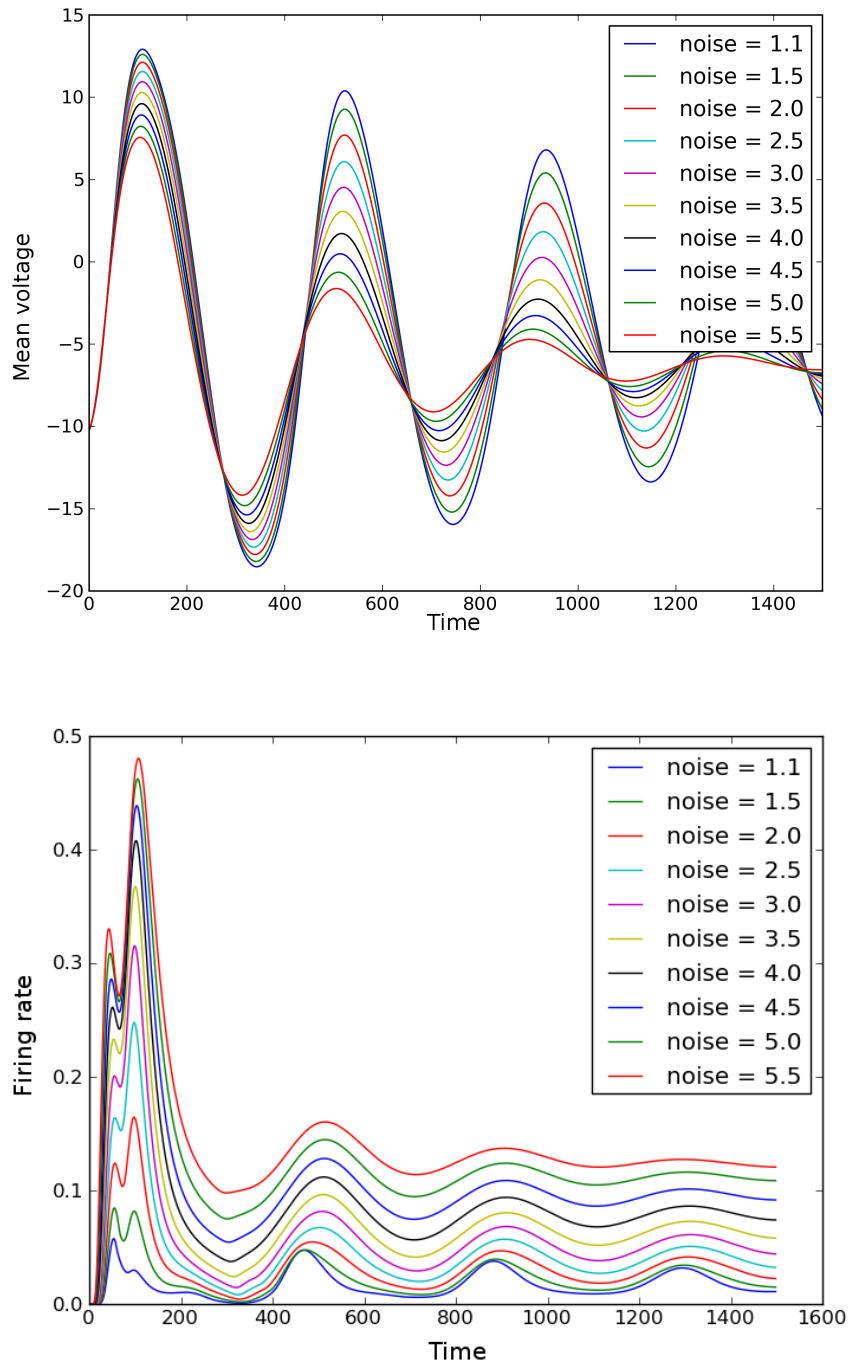 15
10
5
0
−5
−10
−15
−20
Mean voltage
noise = 1.1
noise = 1.5
noise = 2.0
noise = 2.5
noise = 3.0
noise = 3.5
noise = 4.0
noise = 4.5
noise = 5.0
noise = 5.5
0 200 400 600 800 1000 1200 1400
Time
0.5
0.4
0.3
0.2
0.1
0.0
Firing rate
noise = 1.1
noise = 1.5
noise = 2.0
noise = 2.5
noise = 3.0
noise = 3.5
noise = 4.0
noise = 4.5
noise = 5.0
noise = 5.5
0 200 400 600 800 1000 1200 1400 1600
Time